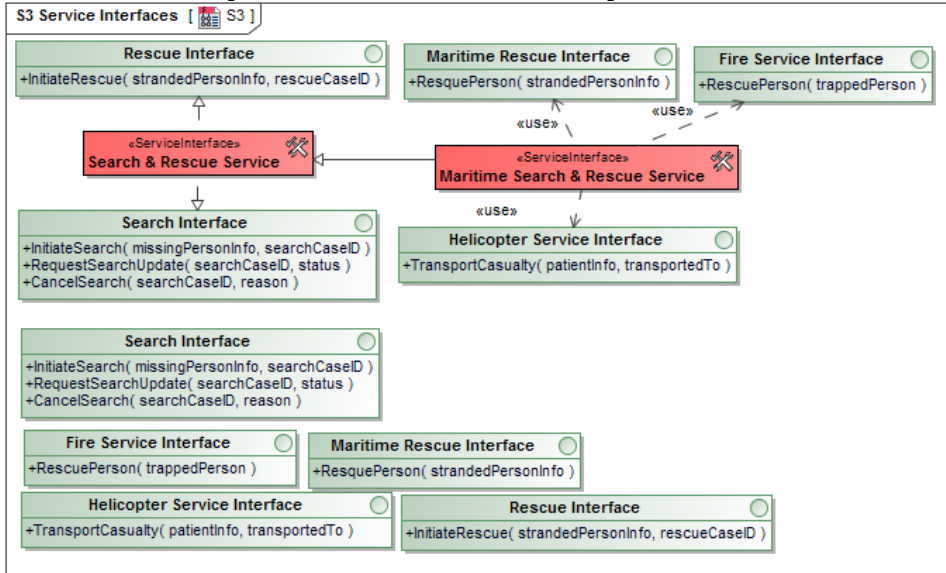 S3 Service Interfaces [ S3 ]
Rescue Interface
+InitiateRescue( strandedPersonInfo, rescueCaseID )
Maritime Rescue Interface
+ResquePerson( strandedPersonInfo )
Fire Service Interface
+RescuePerson( trappedPerson )
«use»
«use»
«ServiceInterface»
Search & Rescue Service
«ServiceInterface»
Maritime Search & Rescue Service
«use»
Search Interface
+InitiateSearch( missingPersonInfo, searchCaseID )
+RequestSearchUpdate( searchCaseID, status )
+CancelSearch( searchCaseID, reason )
Helicopter Service Interface
+TransportCasualty( patientInfo, transportedTo )
Search Interface
+InitiateSearch( missingPersonInfo, searchCaseID )
+RequestSearchUpdate( searchCaseID, status )
+CancelSearch( searchCaseID, reason )
Fire Service Interface
+RescuePerson( trappedPerson )
Maritime Rescue Interface
+ResquePerson( strandedPersonInfo )
Helicopter Service Interface
+TransportCasualty( patientInfo, transportedTo )
Rescue Interface
+InitiateRescue( strandedPersonInfo, rescueCaseID )